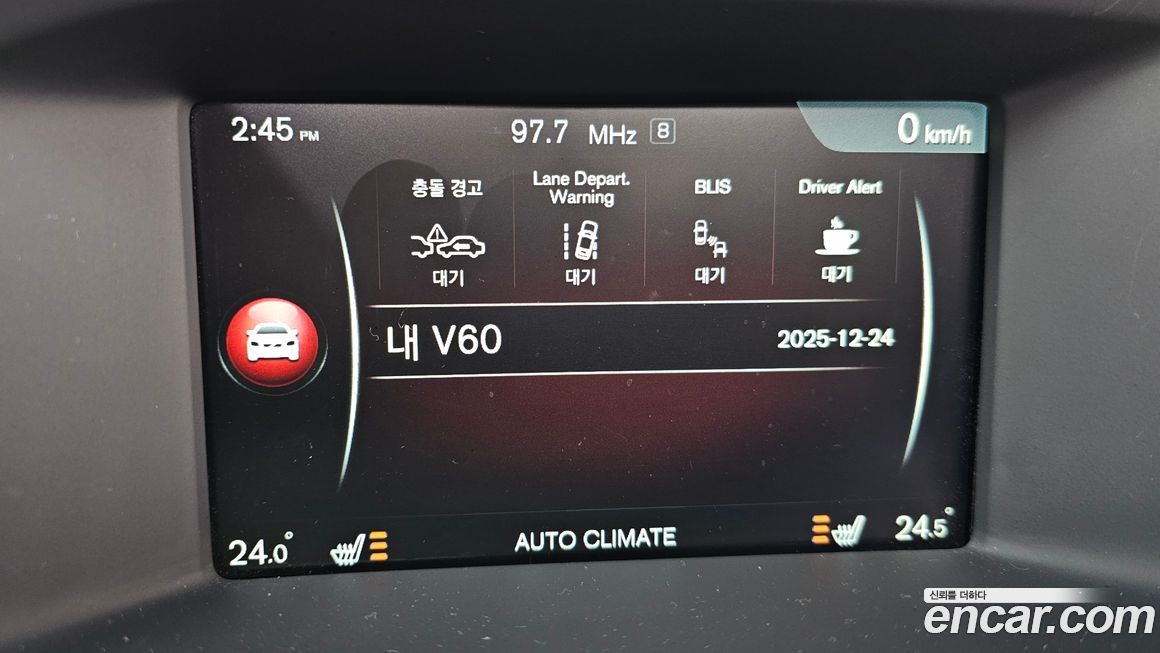 2:45 PM
97.7 MHz 8
0 km/h
충돌 경고
대기
Lane Depart.
Warning
대기
BLIS
대기
Driver Alert
대기
내 V60
2025-12-24
24.0°
AUTO CLIMATE
24.5°
신뢰를 더하다
encar.com